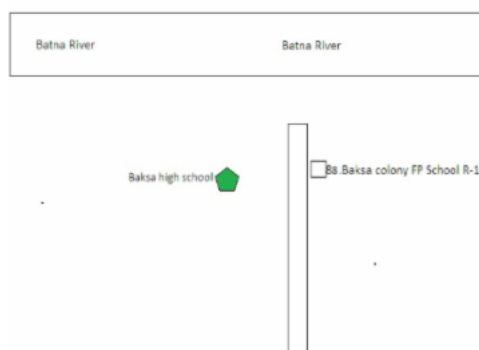 Batna River
Batna River
Baksa high school
88.Baksa colony FP School R-1